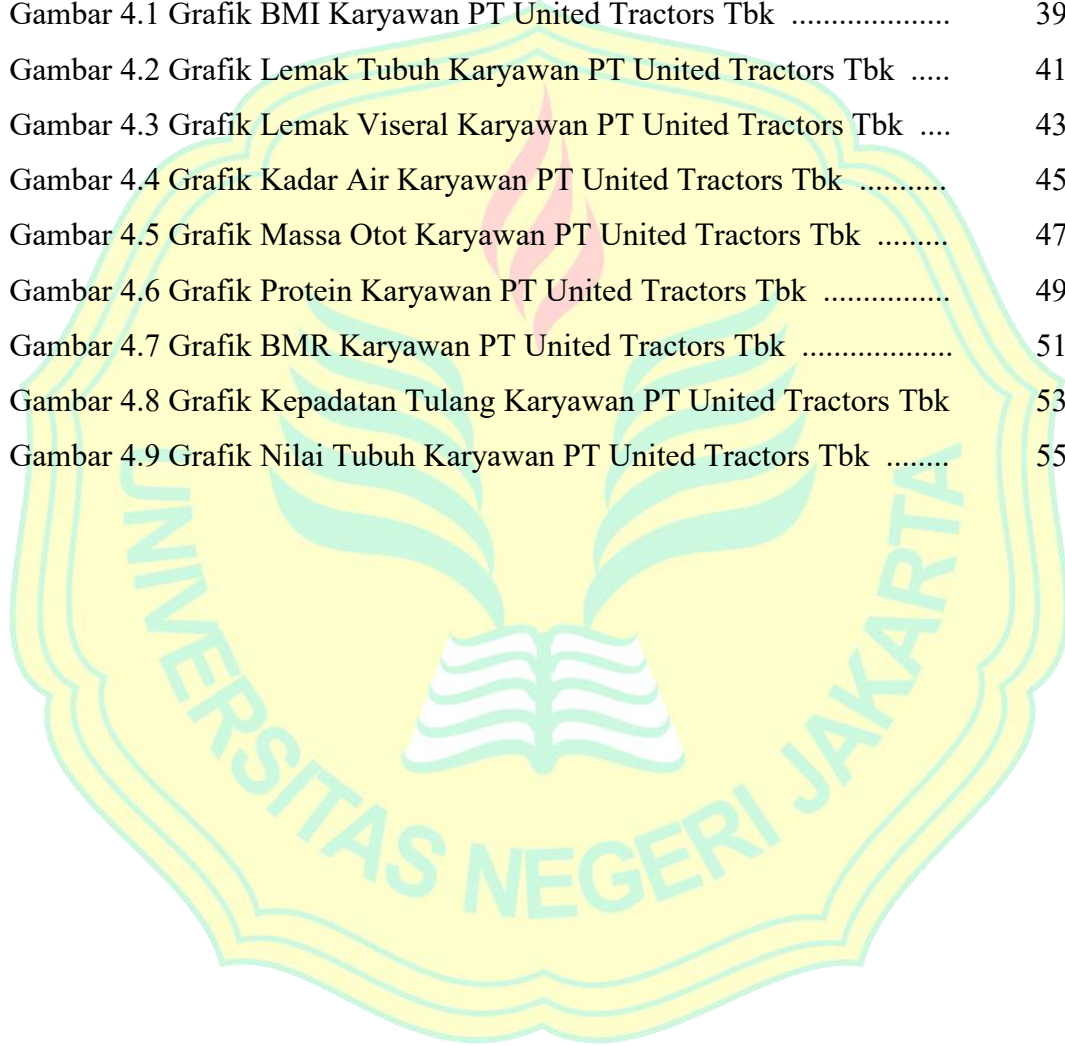 Gambar 4.1 Grafik BMI Karyawan PT United Tractors Tbk .................... 39
Gambar 4.2 Grafik Lemak Tubuh Karyawan PT United Tractors Tbk ..... 41
Gambar 4.3 Grafik Lemak Viseral Karyawan PT United Tractors Tbk .... 43
Gambar 4.4 Grafik Kadar Air Karyawan PT United Tractors Tbk ........... 45
Gambar 4.5 Grafik Massa Otot Karyawan PT United Tractors Tbk ......... 47
Gambar 4.6 Grafik Protein Karyawan PT United Tractors Tbk ................ 49
Gambar 4.7 Grafik BMR Karyawan PT United Tractors Tbk ................... 51
Gambar 4.8 Grafik Kepadatan Tulang Karyawan PT United Tractors Tbk 53
Gambar 4.9 Grafik Nilai Tubuh Karyawan PT United Tractors Tbk ........ 55
UNIVERSITAS NEGERI JAKARTA